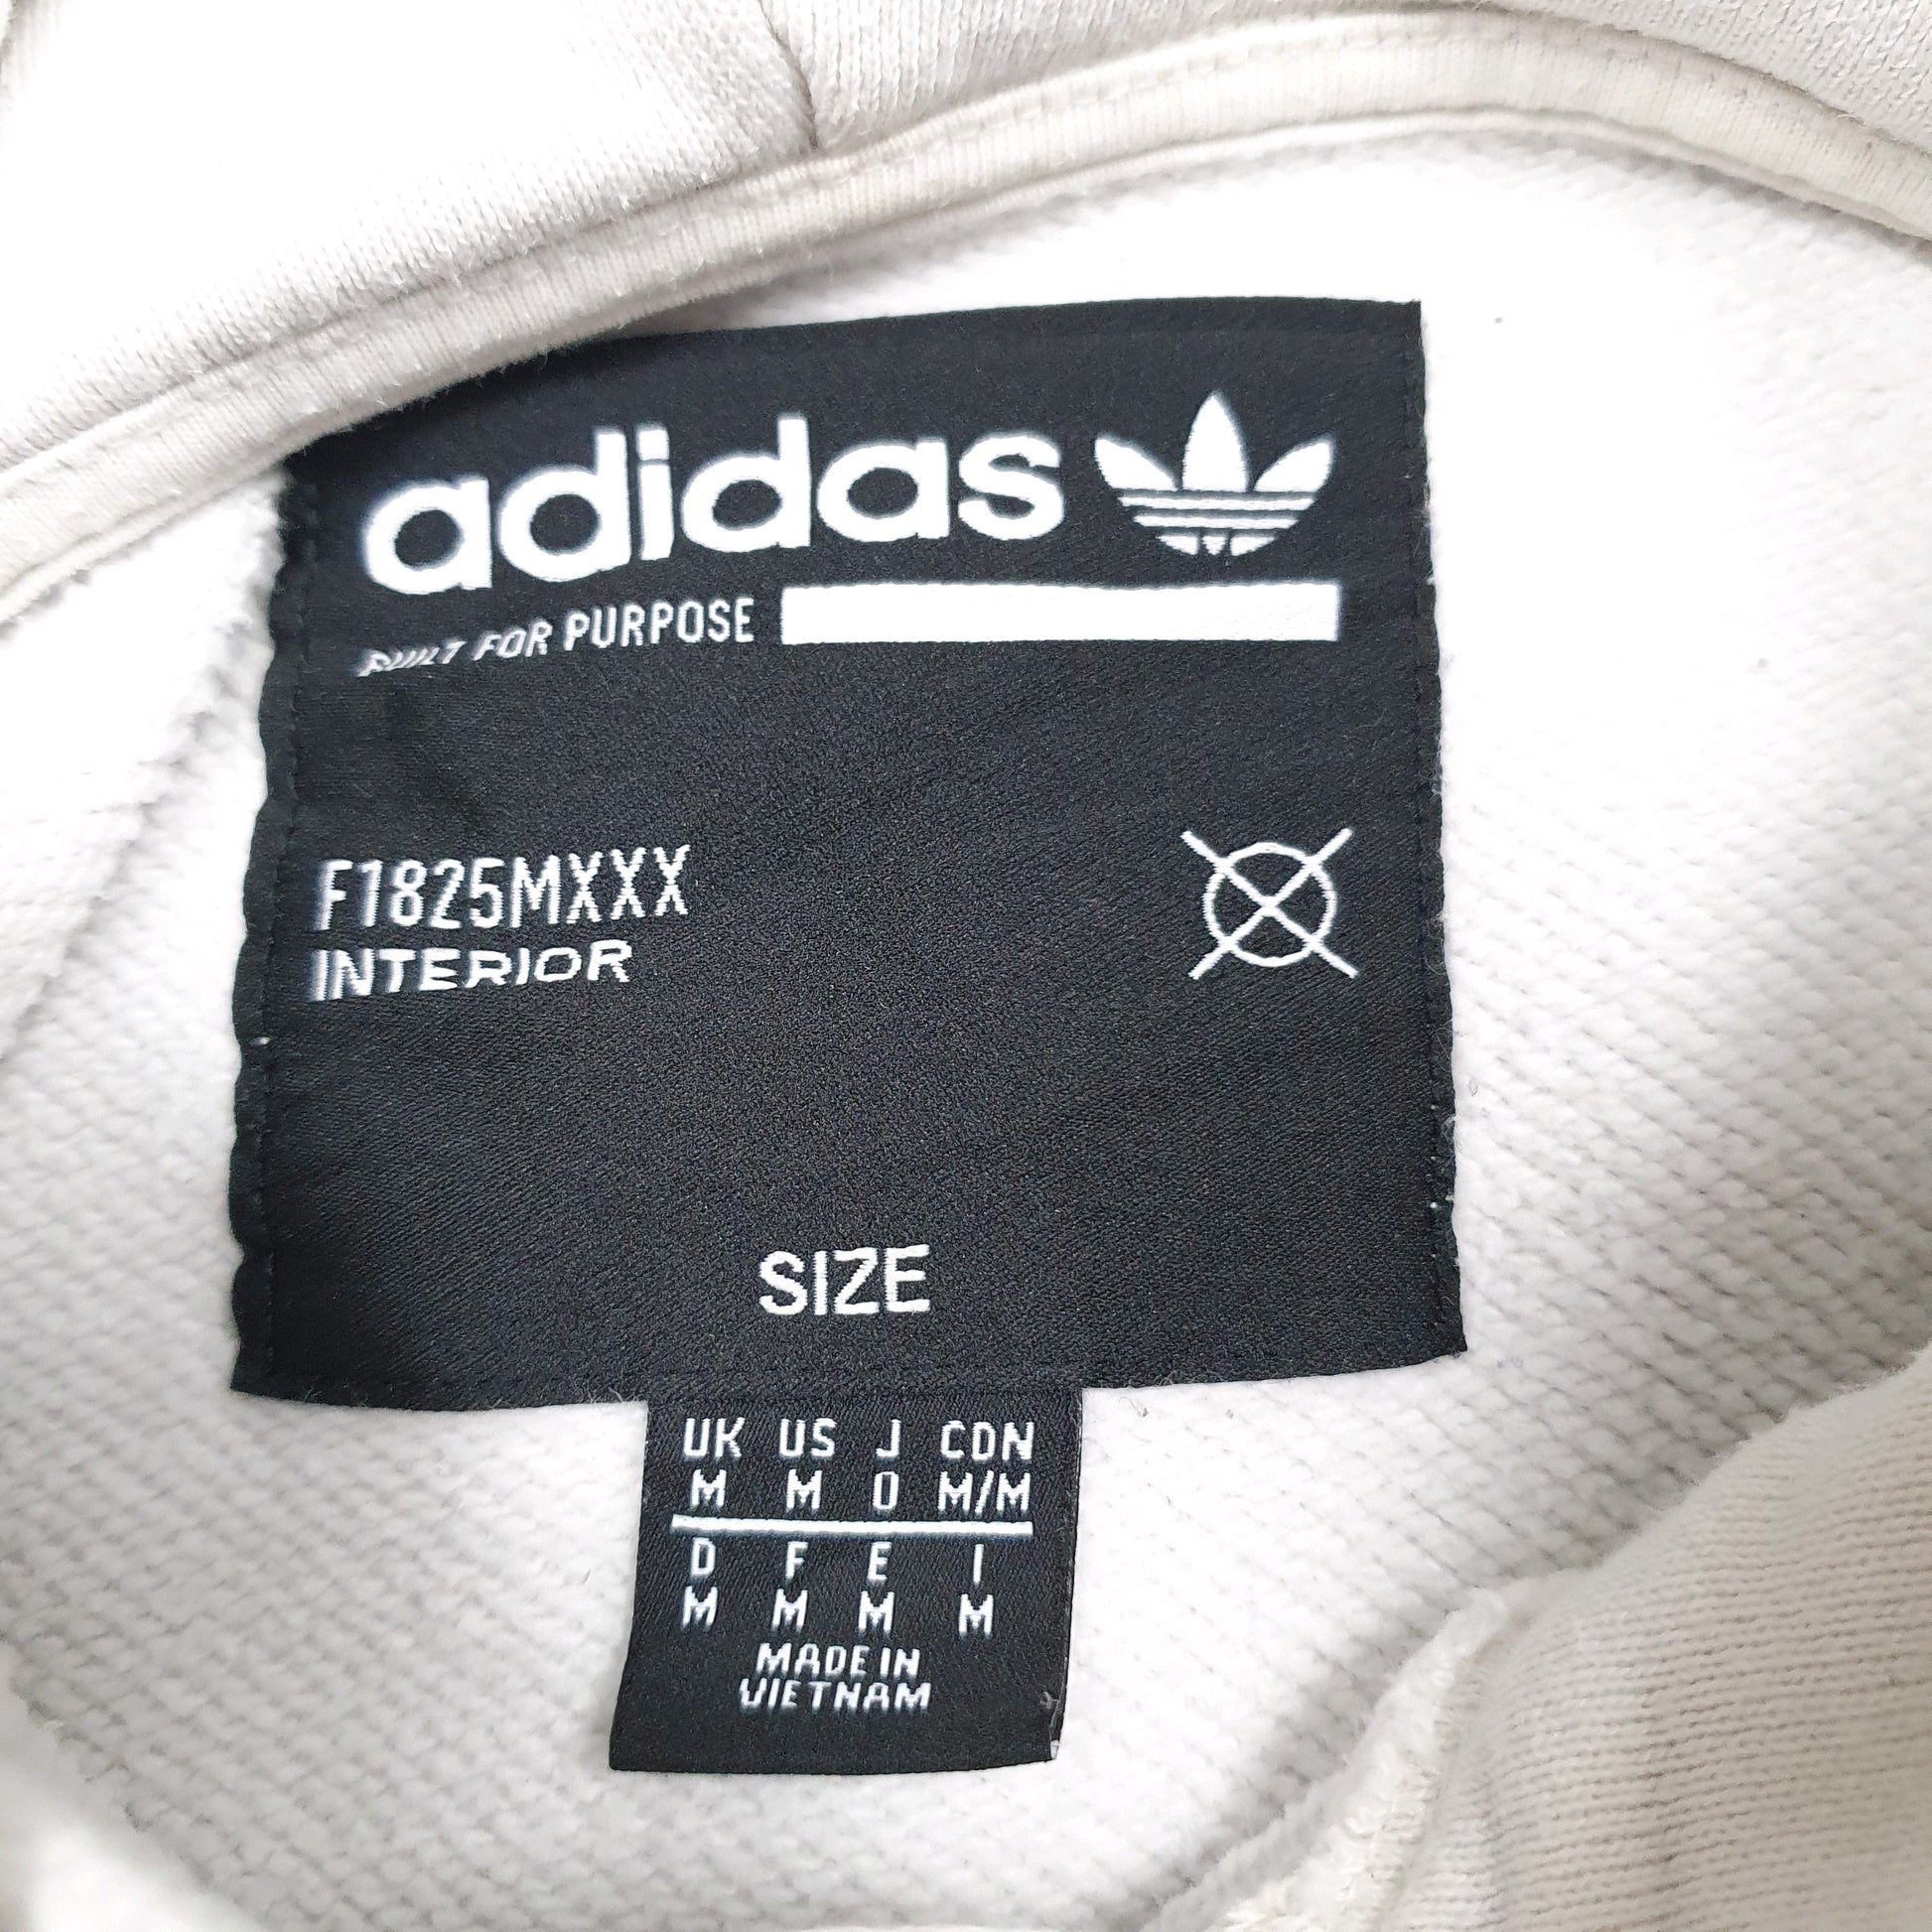 adidas
BUILT FOR PURPOSE
F1825MXXX
INTERIOR
SIZE
UK US J CDN
M M O M/M
D F E I
M M M M
MADE IN
VIETNAM